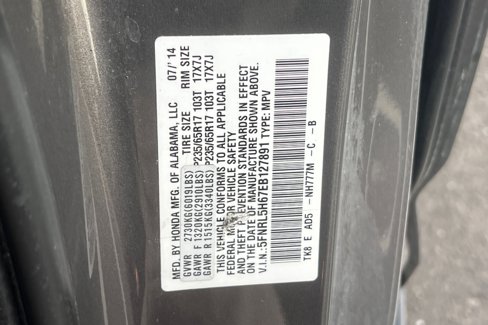 MFD. BY HONDA MFG OF ALABAMA, LLC 07/'14
GVWR 2730KG(6019LBS) TIRE SIZE RIM SIZE
GAWR F 1320KG(2910LBS) P235/65R17 103T 17X7J
GAWR R 1515KG(3340LBS) P235/65R17 103T 17X7J
THIS VEHICLE CONFORMS TO ALL APPLICABLE
FEDERAL MOTOR VEHICLE SAFETY
AND THEFT PREVENTION STANDARDS IN EFFECT
ON THE DATE OF MANUFACTURE SHOWN ABOVE.
V.I.N.:5FNRL5H67EB127891 TYPE: MPV
TK8 E AD5 -NH777M -C -B